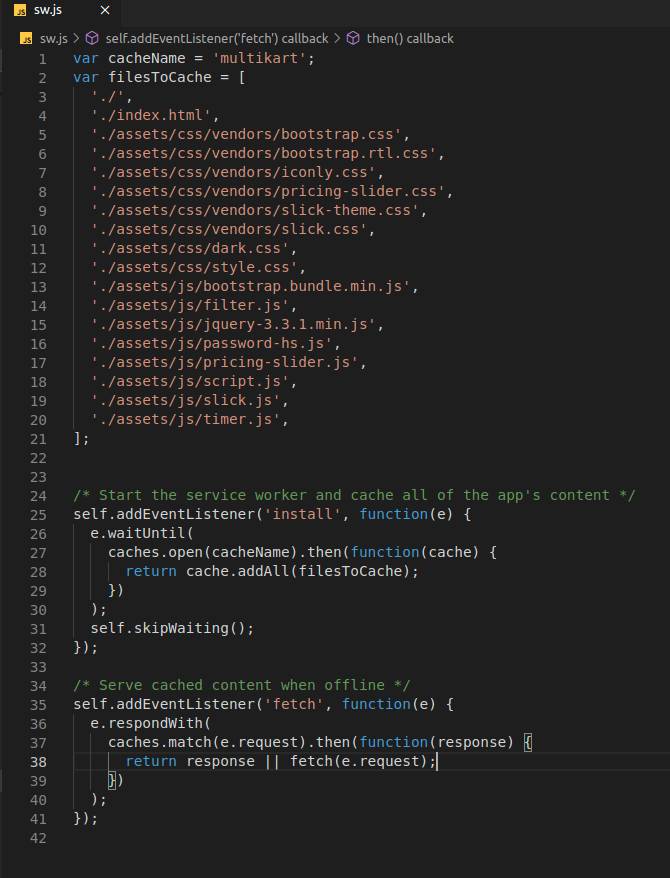 JS sw.js ×
JS sw.js > self.addEventListener('fetch') callback > then() callback
1 var cacheName = 'multikart';
2 var filesToCache = [
3 './',
4 './index.html',
5 './assets/css/vendors/bootstrap.css',
6 './assets/css/vendors/bootstrap.rtl.css',
7 './assets/css/vendors/iconly.css',
8 './assets/css/vendors/pricing-slider.css',
9 './assets/css/vendors/slick-theme.css',
10 './assets/css/vendors/slick.css',
11 './assets/css/dark.css',
12 './assets/css/style.css',
13 './assets/js/bootstrap.bundle.min.js',
14 './assets/js/filter.js',
15 './assets/js/jquery-3.3.1.min.js',
16 './assets/js/password-hs.js',
17 './assets/js/pricing-slider.js',
18 './assets/js/script.js',
19 './assets/js/slick.js',
20 './assets/js/timer.js',
21 ];
22
23
24 /* Start the service worker and cache all of the app's content */
25 self.addEventListener('install', function(e) {
26 e.waitUntil(
27 caches.open(cacheName).then(function(cache) {
28 return cache.addAll(filesToCache);
29 })
30 );
31 self.skipWaiting();
32 });
33
34 /* Serve cached content when offline */
35 self.addEventListener('fetch', function(e) {
36 e.respondWith(
37 caches.match(e.request).then(function(response) {
38 return response || fetch(e.request);
39 })
40 );
41 });
42